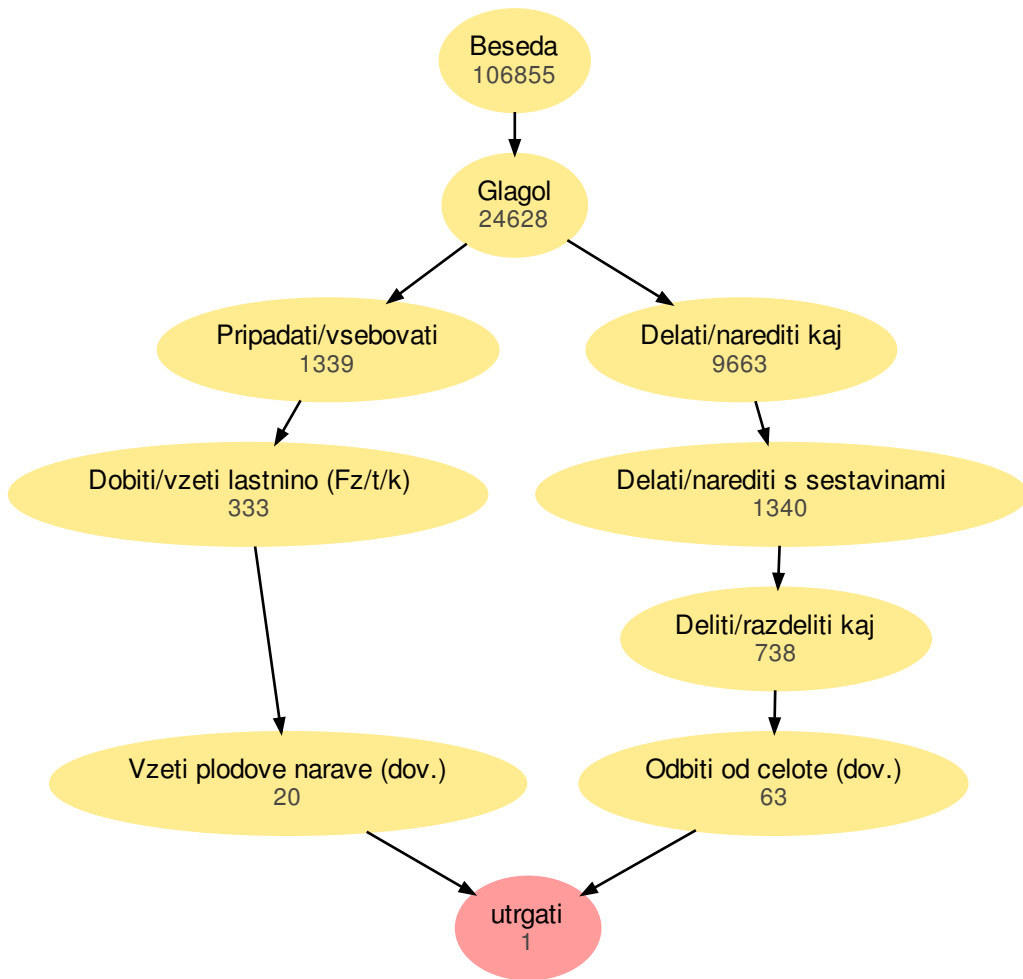 Beseda
106855
Glagol
24628
Pripadati/vsebovati
1339
Delati/narediti kaj
9663
Dobiti/vzeti lastnino (Fz/t/k)
333
Delati/narediti s sestavinami
1340
Deliti/razdeliti kaj
738
Vzeti plodove narave (dov.)
20
Odbiti od celote (dov.)
63
utrgati
1